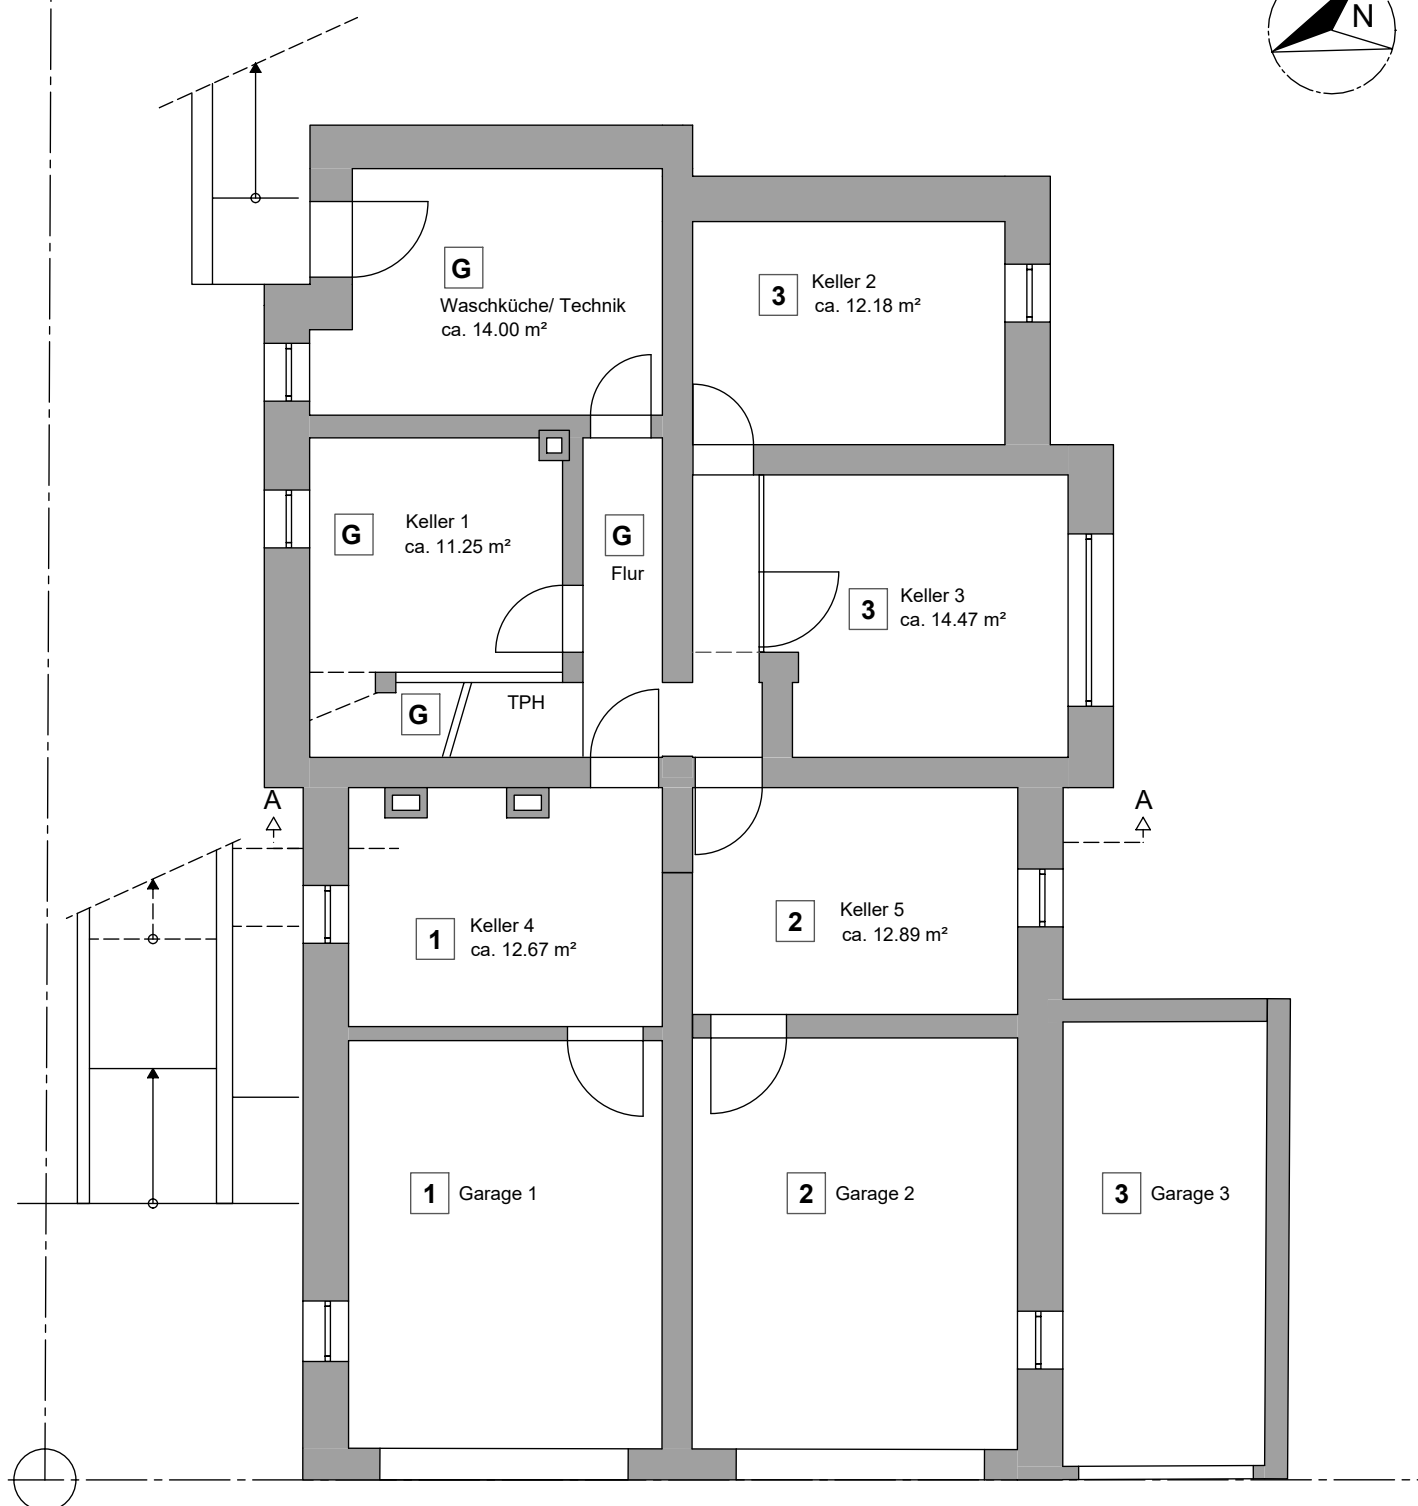 N
G
Waschküche/ Technik
ca. 14.00 m²
3
Keller 2
ca. 12.18 m²
G
Keller 1
ca. 11.25 m²
G
Flur
3
Keller 3
ca. 14.47 m²
G
TPH
A
A
1
Keller 4
ca. 12.67 m²
2
Keller 5
ca. 12.89 m²
1 Garage 1
2 Garage 2
3 Garage 3